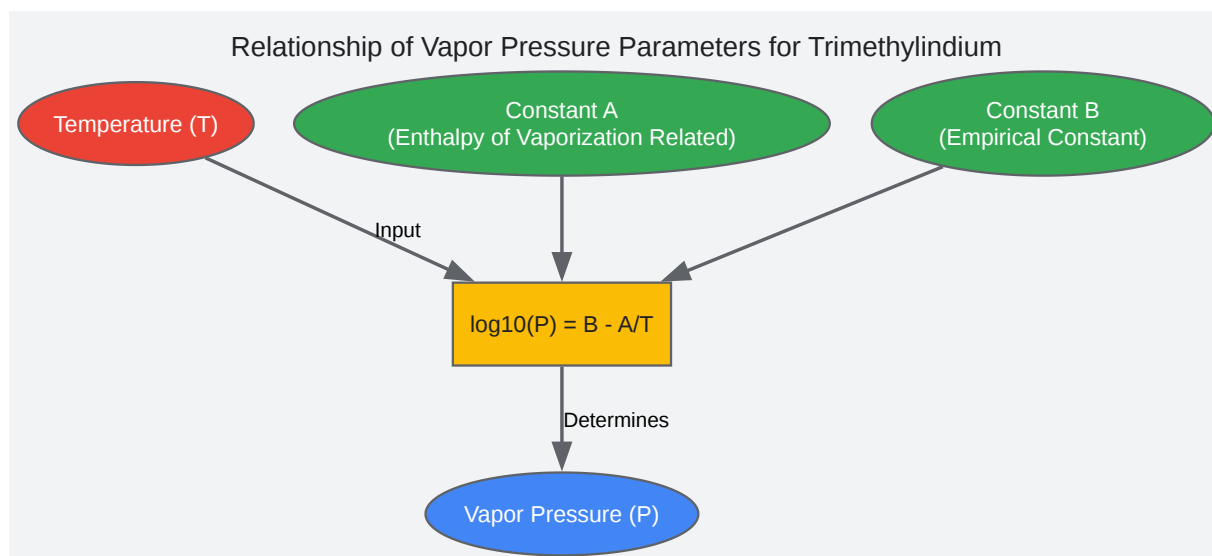 Relationship of Vapor Pressure Parameters for Trimethylindium
Temperature (T)
Constant A
(Enthalpy of Vaporization Related)
Constant B
(Empirical Constant)
Input
log10(P) = B - A/T
Determines
Vapor Pressure (P)